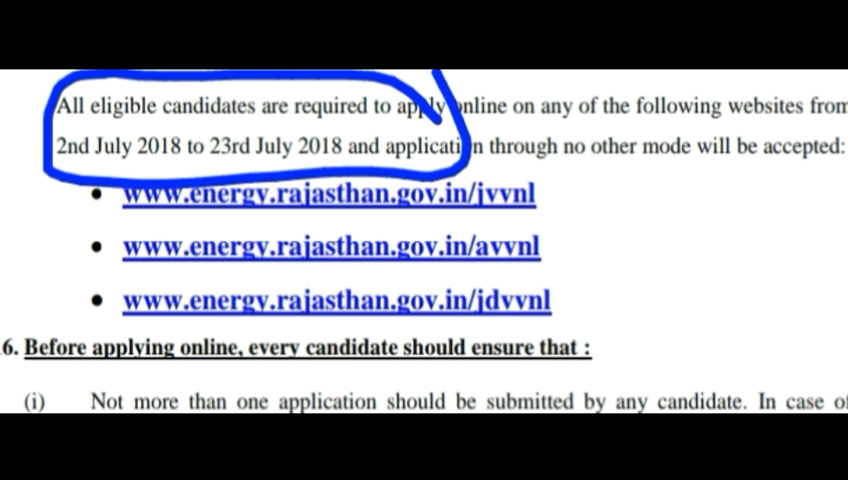 All eligible candidates are required to apply online on any of the following websites from
2nd July 2018 to 23rd July 2018 and application through no other mode will be accepted:
• www.energy.rajasthan.gov.in/jvvnl
• www.energy.rajasthan.gov.in/avvnl
• www.energy.rajasthan.gov.in/jdvvnl
6. Before applying online, every candidate should ensure that :
(i) Not more than one application should be submitted by any candidate. In case of